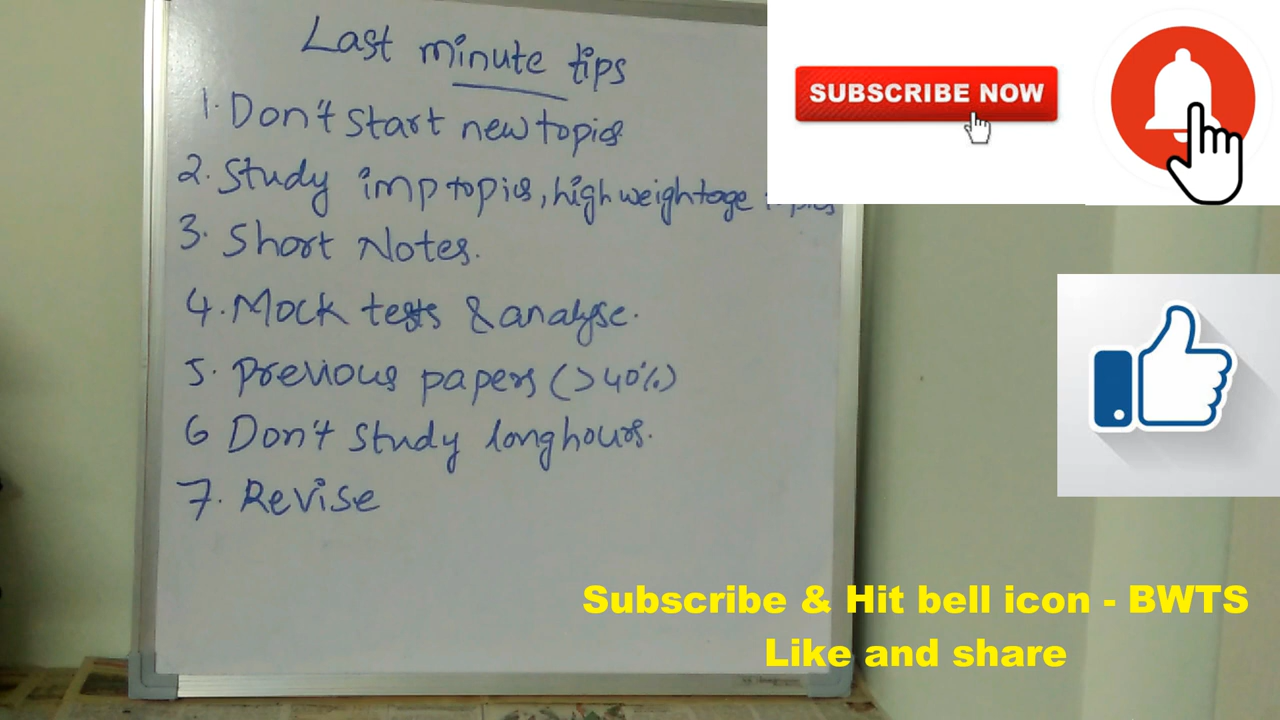 Last minute tips
1. Don't start new topics
2. Study imp topics, high weightage topics
3. Short Notes.
4. Mock tests & analyse.
5. previous papers (>40%)
6 Don't study long hours.
7. Revise
SUBSCRIBE NOW
Subscribe & Hit bell icon - BWTS
Like and share